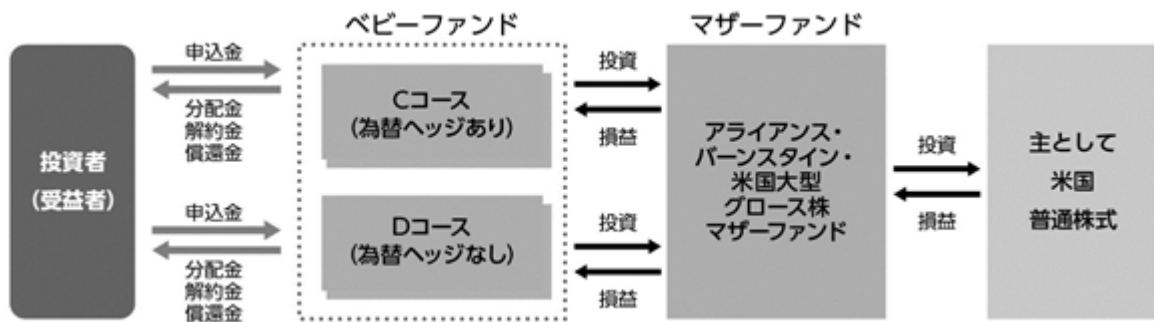 ベビーファンド
マザーファンド
投資者
(受益者)
申込金
分配金
解約金
償還金
申込金
分配金
解約金
償還金
Cコース
(為替ヘッジあり)
Dコース
(為替ヘッジなし)
投資
損益
投資
損益
アライアンス・
バーンスタイン・
米国大型
グロース株
マザーファンド
投資
損益
主として
米国
普通株式